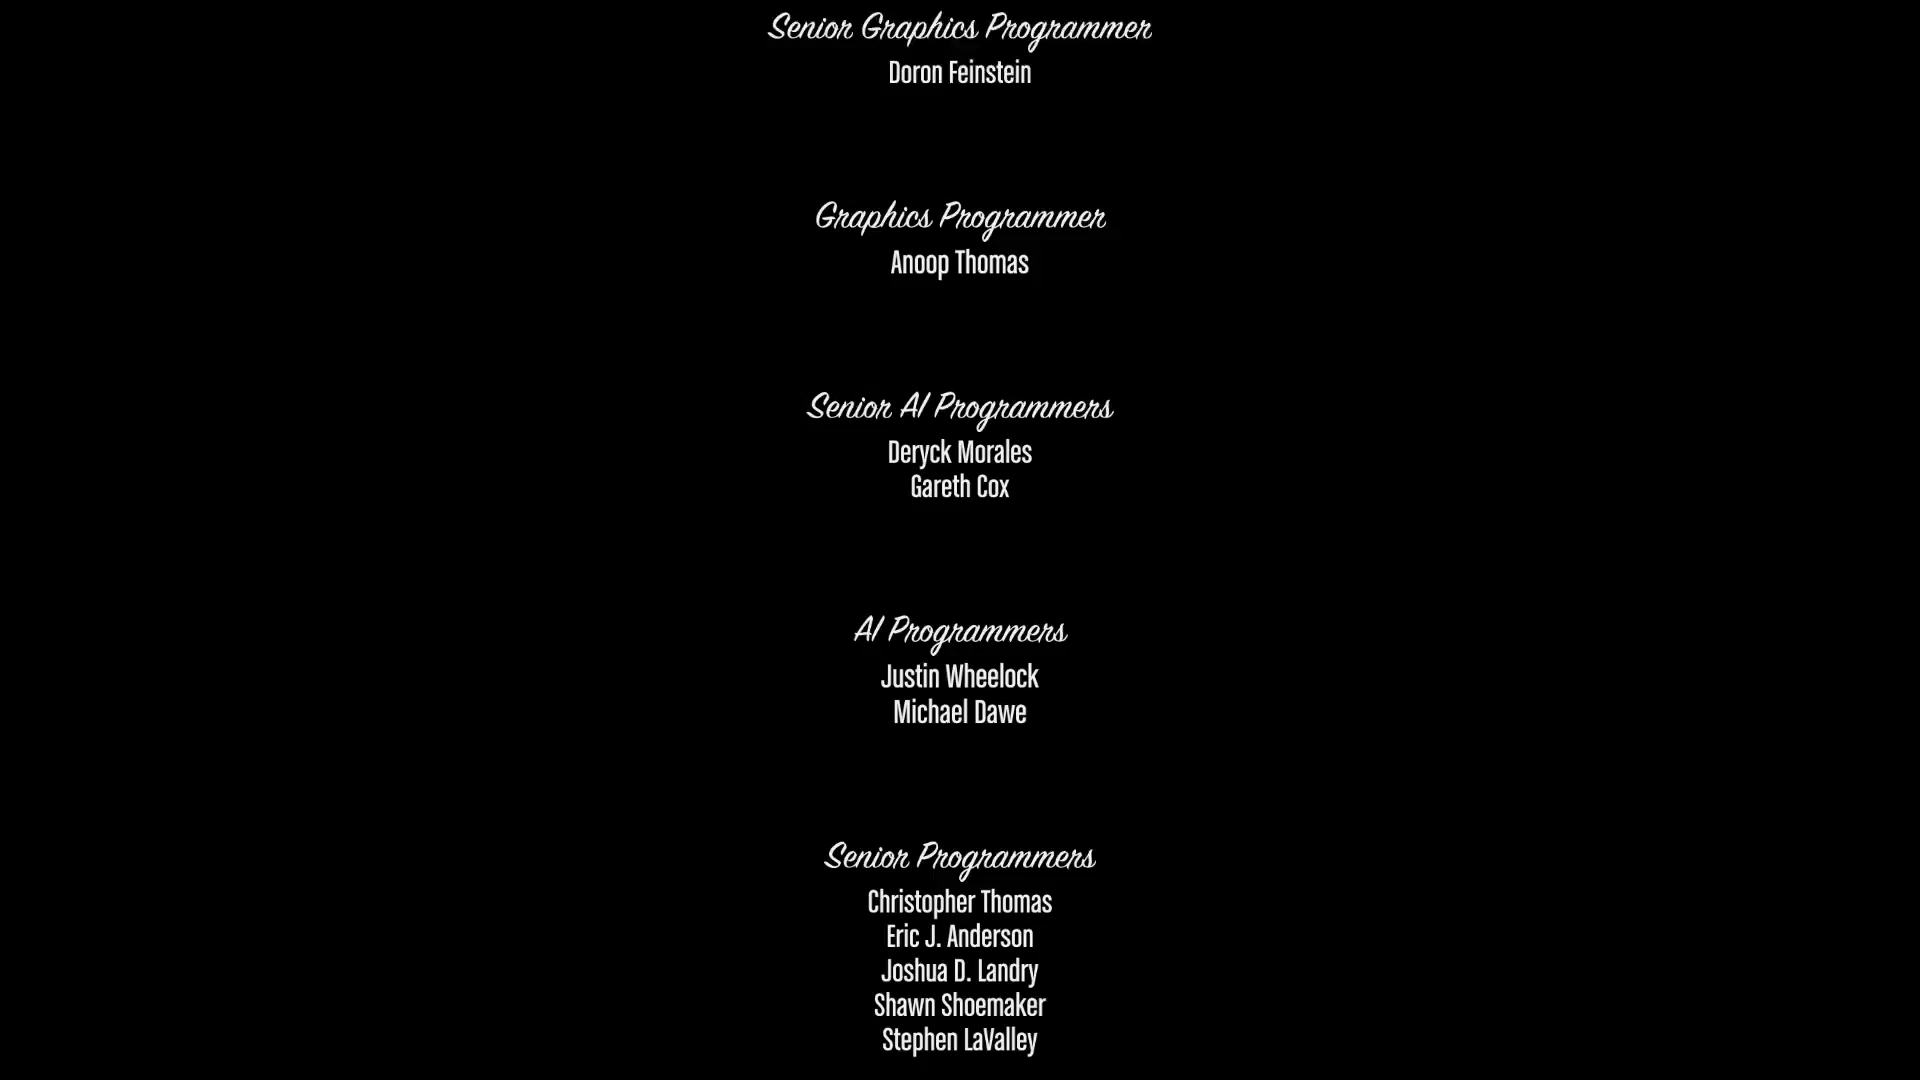 Senior Graphics Programmer
Doron Feinstein
Graphics Programmer
Anoop Thomas
Senior AI Programmers
Deryck Morales
Gareth Cox
AI Programmers
Justin Wheelock
Michael Dawe
Senior Programmers
Christopher Thomas
Eric J. Anderson
Joshua D. Landry
Shawn Shoemaker
Stephen LaValley